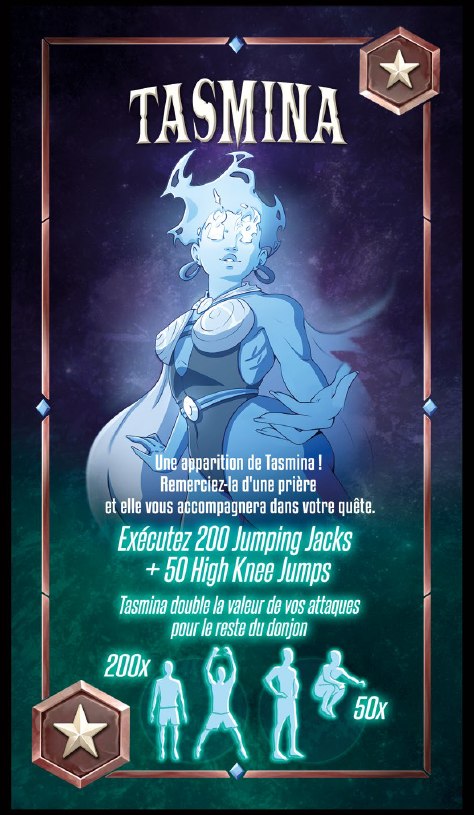 TASMINA
Une apparition de Tasmina !
Remerciez-la d'une prière
et elle vous accompagnera dans votre quête.
Exécutez 200 Jumping Jacks
+ 50 High Knee Jumps
Tasmina double la valeur de vos attaques
pour le reste du donjon
200x
50x